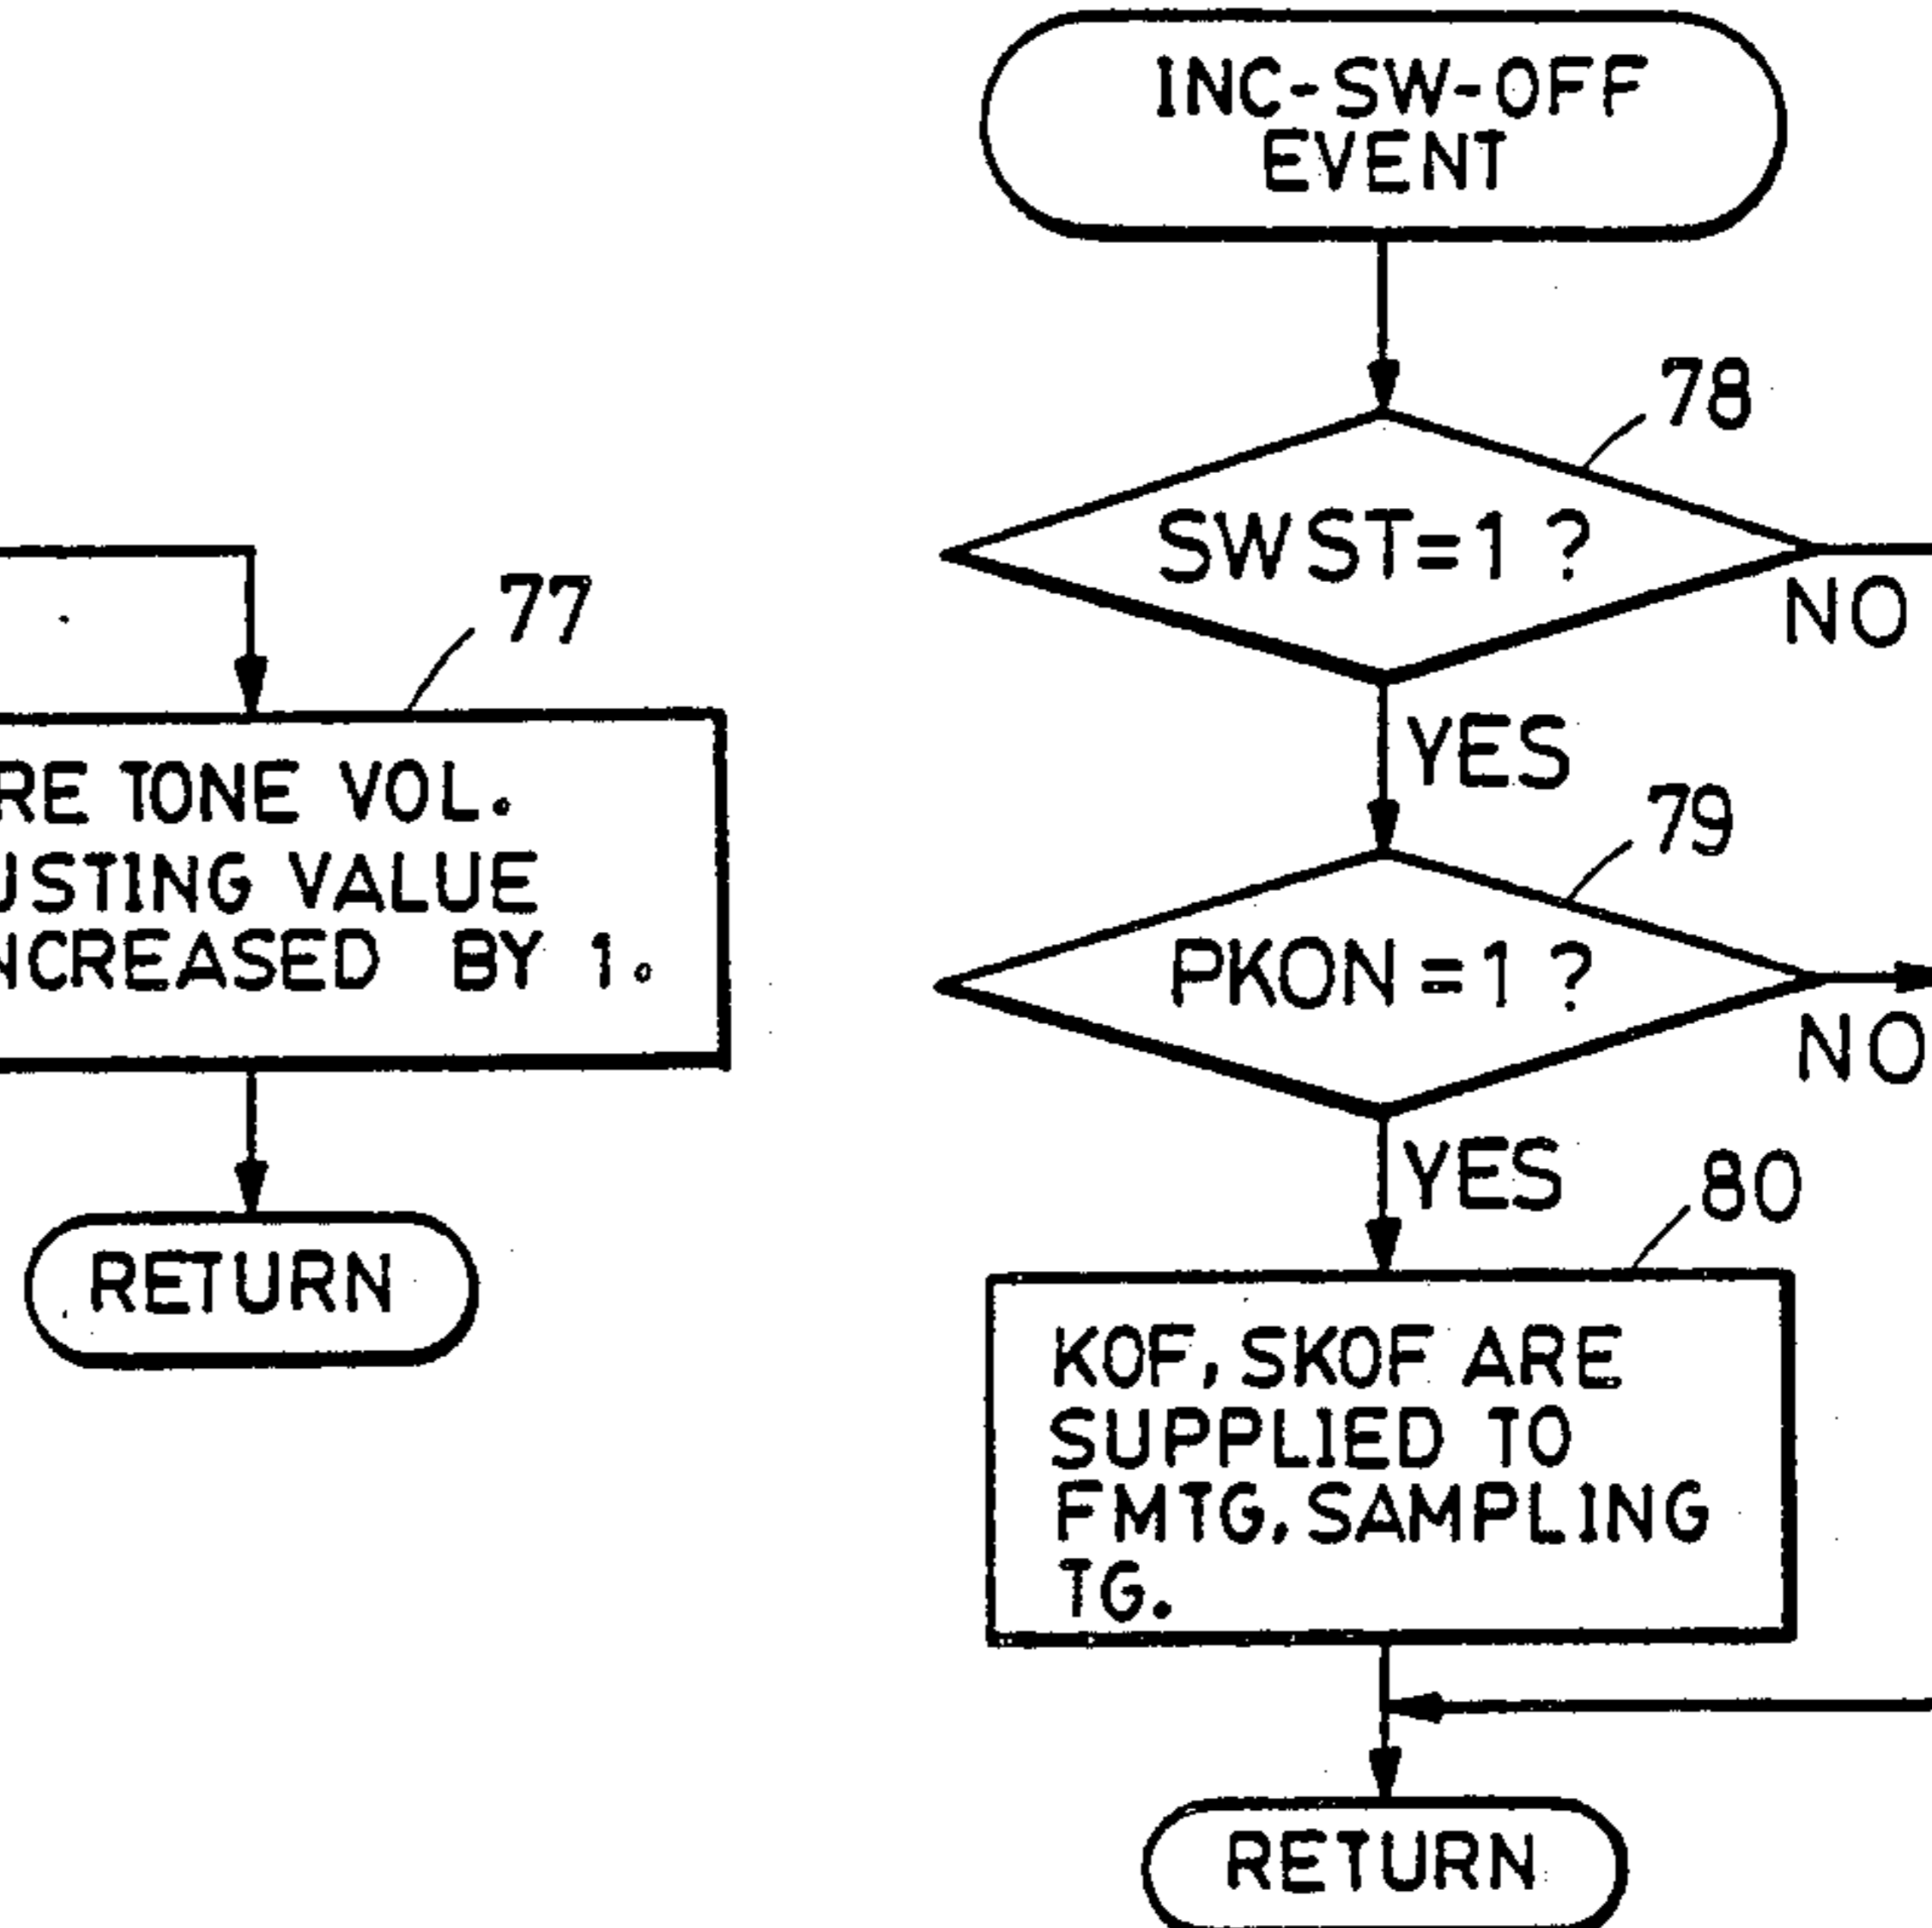 77
RE TONE VOL.
USTING VALUE
NCREASED BY 1.
RETURN
INC-SW-OFF
EVENT
78
SWST=1 ?
NO
YES
79
PKON=1 ?
NO
YES
80
KOF, SKOF ARE
SUPPLIED TO
FMTG, SAMPLING
TG.
RETURN